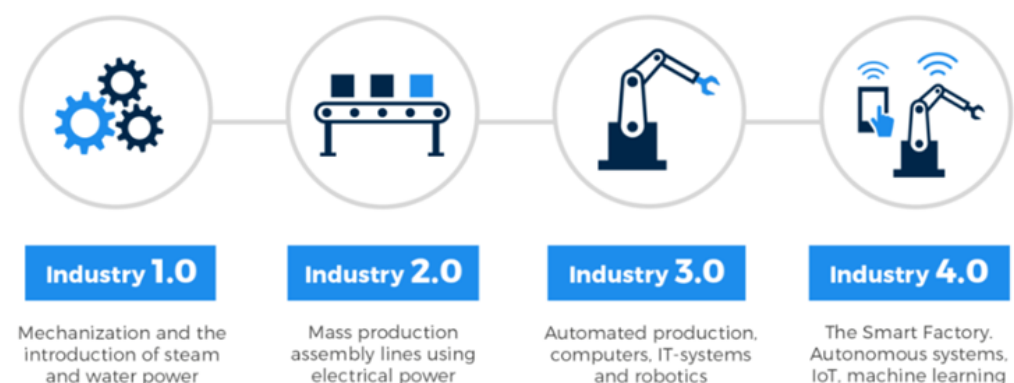 Industry 1.0
Mechanization and the
introduction of steam
and water power
Industry 2.0
Mass production
assembly lines using
electrical power
Industry 3.0
Automated production,
computers, IT-systems
and robotics
Industry 4.0
The Smart Factory.
Autonomous systems,
IoT, machine learning